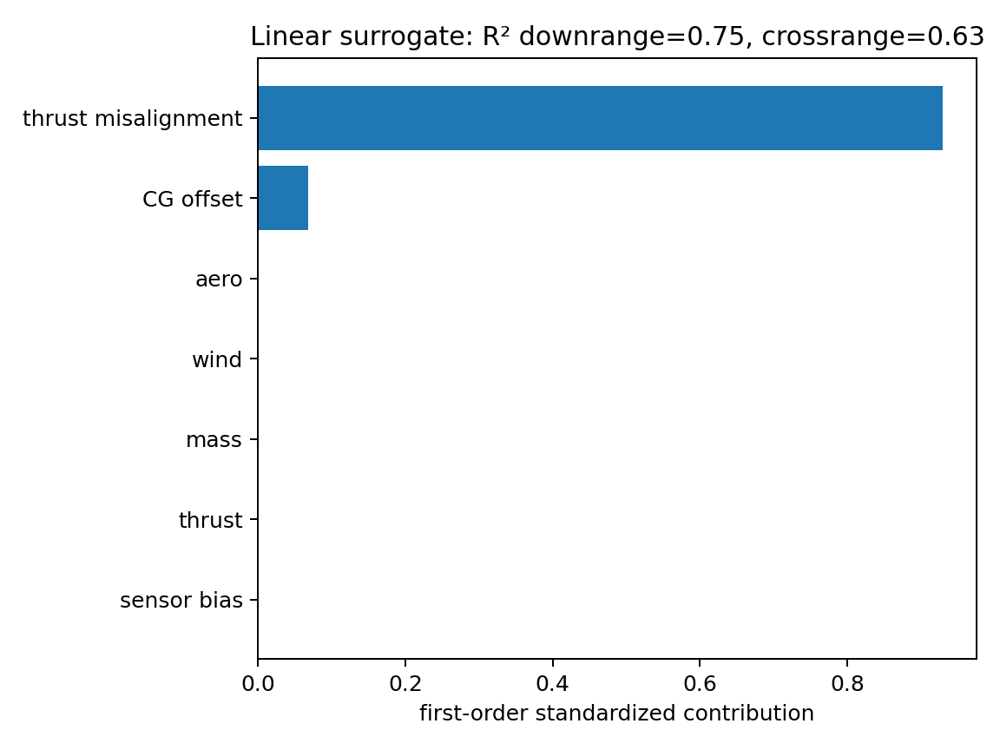 Linear surrogate: R² downrange=0.75, crossrange=0.63
thrust misalignment
CG offset
aero
wind
mass
thrust
sensor bias
0.0 0.2 0.4 0.6 0.8
first-order standardized contribution